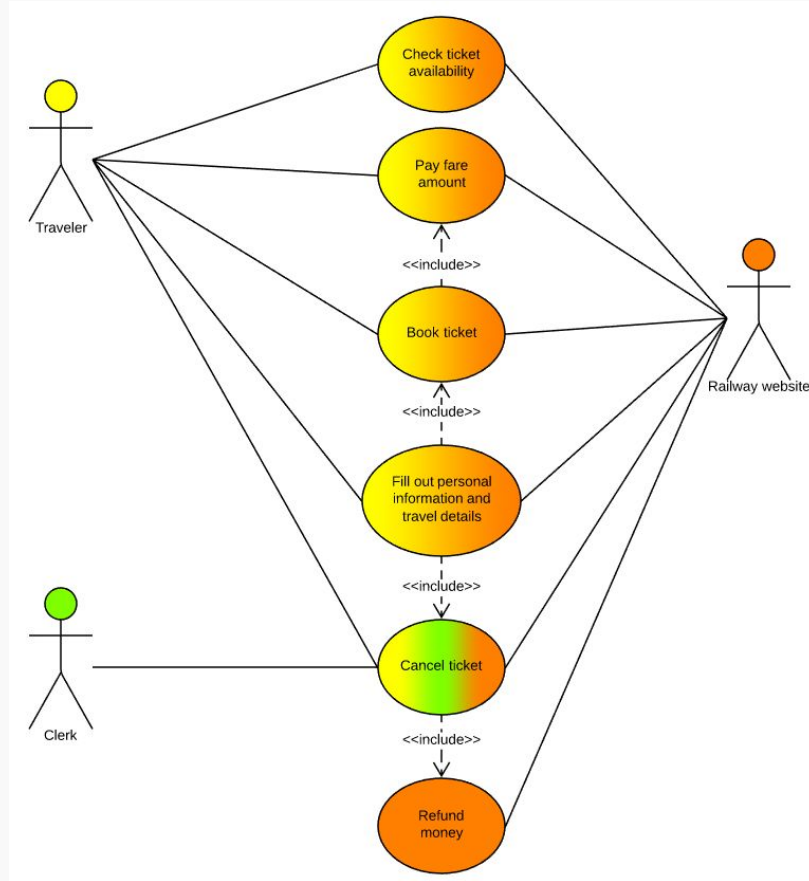 Check ticket
availability
Pay fare
amount
Traveler
<<include>>
Book ticket
Railway website
<<include>>
Fill out personal
information and
travel details
<<include>>
Cancel ticket
Clerk
<<include>>
Refund
money